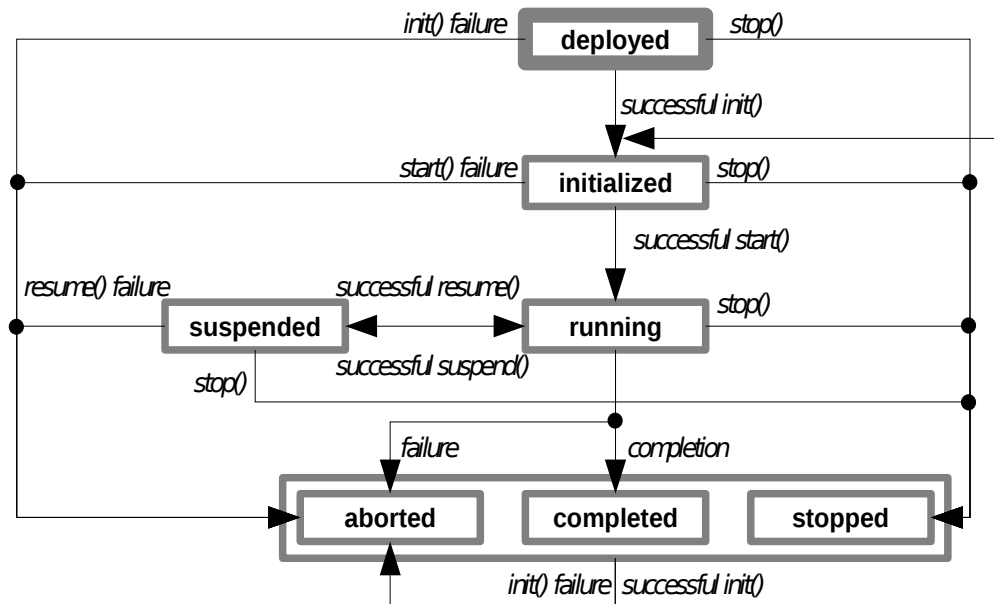 init() failure
deployed
stop()
successful init()
start() failure
initialized
stop()
successful start()
resume() failure
successful resume()
stop()
suspended
running
successful suspend()
stop()
failure
completion
aborted
completed
stopped
init() failure
successful init()